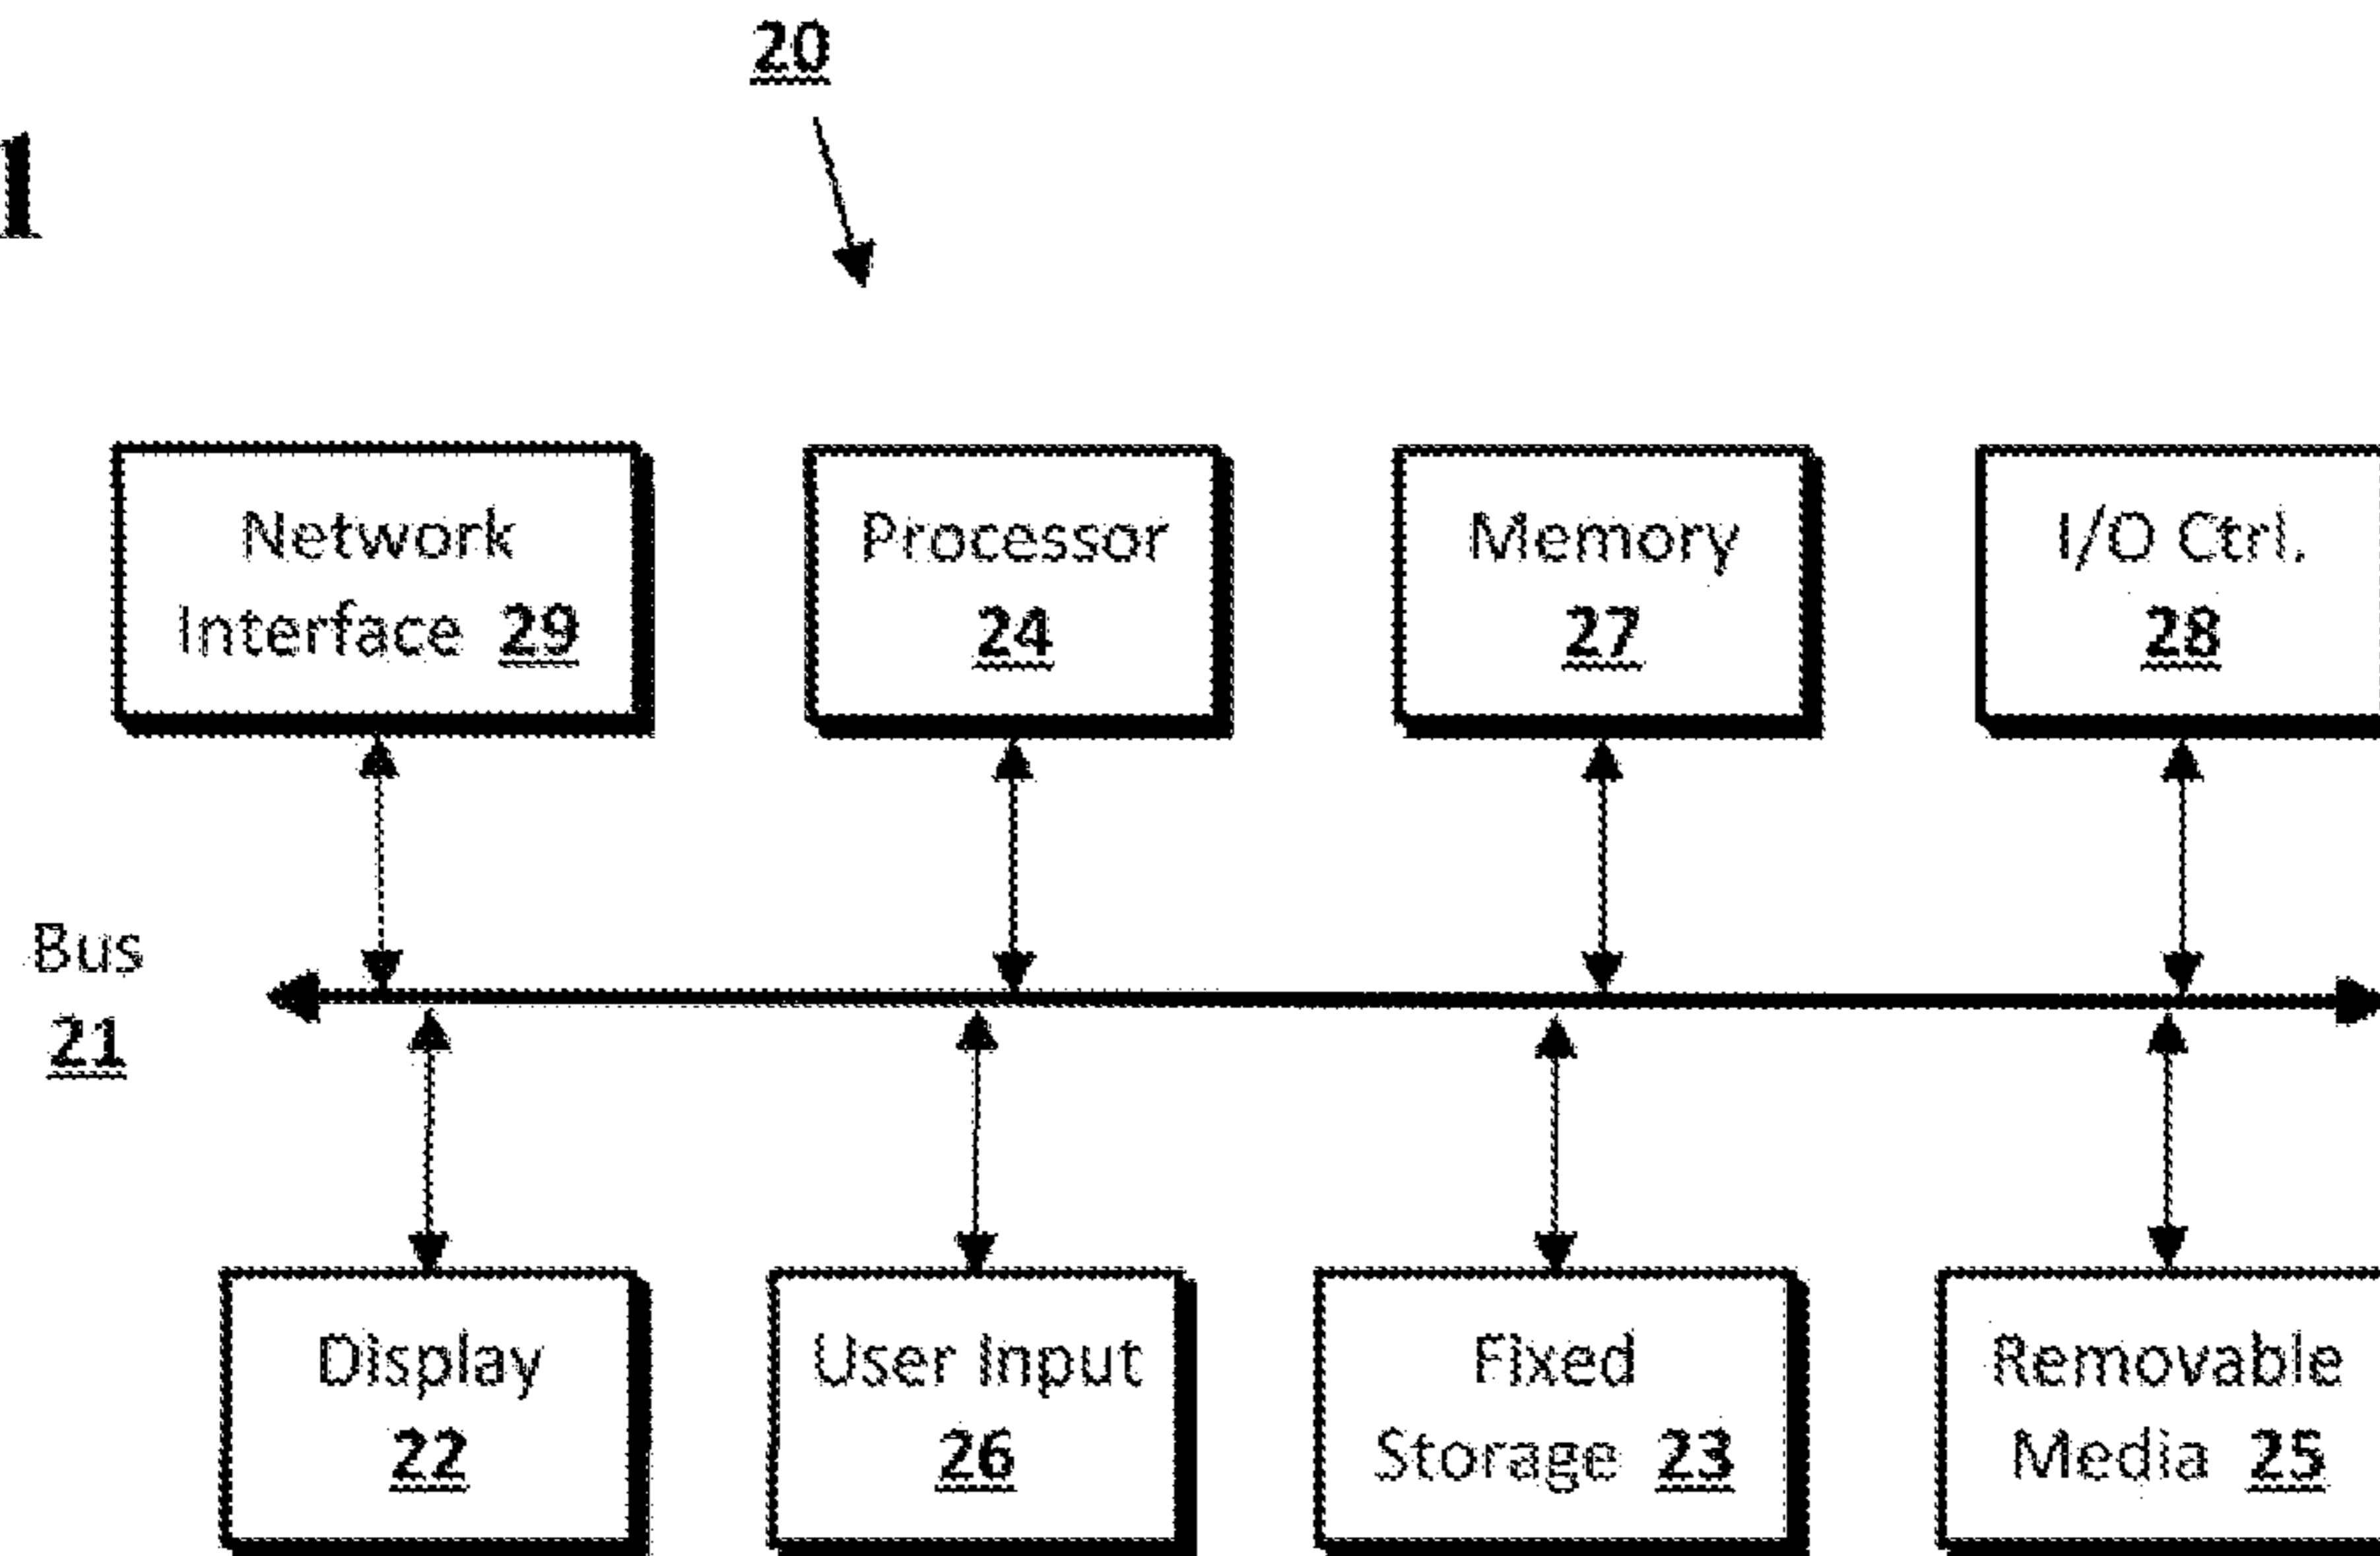 20
1
Network
Interface 29
Processor
24
Memory
27
I/O Ctrl.
28
Bus
21
Display
22
User Input
26
Fixed
Storage 23
Removable
Media 25